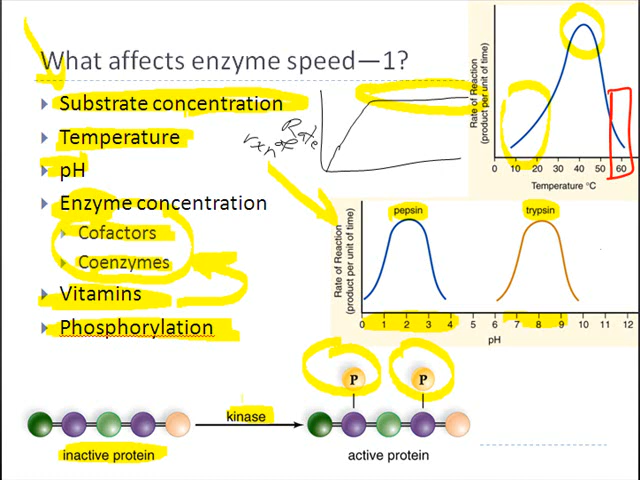 What affects enzyme speed—1?
Substrate concentration
Temperature
pH
Enzyme concentration
Cofactors
Coenzymes
Vitamins
Phosphorylation
rxn Rate
Rate of Reaction
(product per unit of time)
0 10 20 30 40 50 60
Temperature °C
pepsin trypsin
Rate of Reaction
(product per unit of time)
0 1 2 3 4 5 6 7 8 9 10 11 12
pH
P P
kinase
inactive protein
active protein